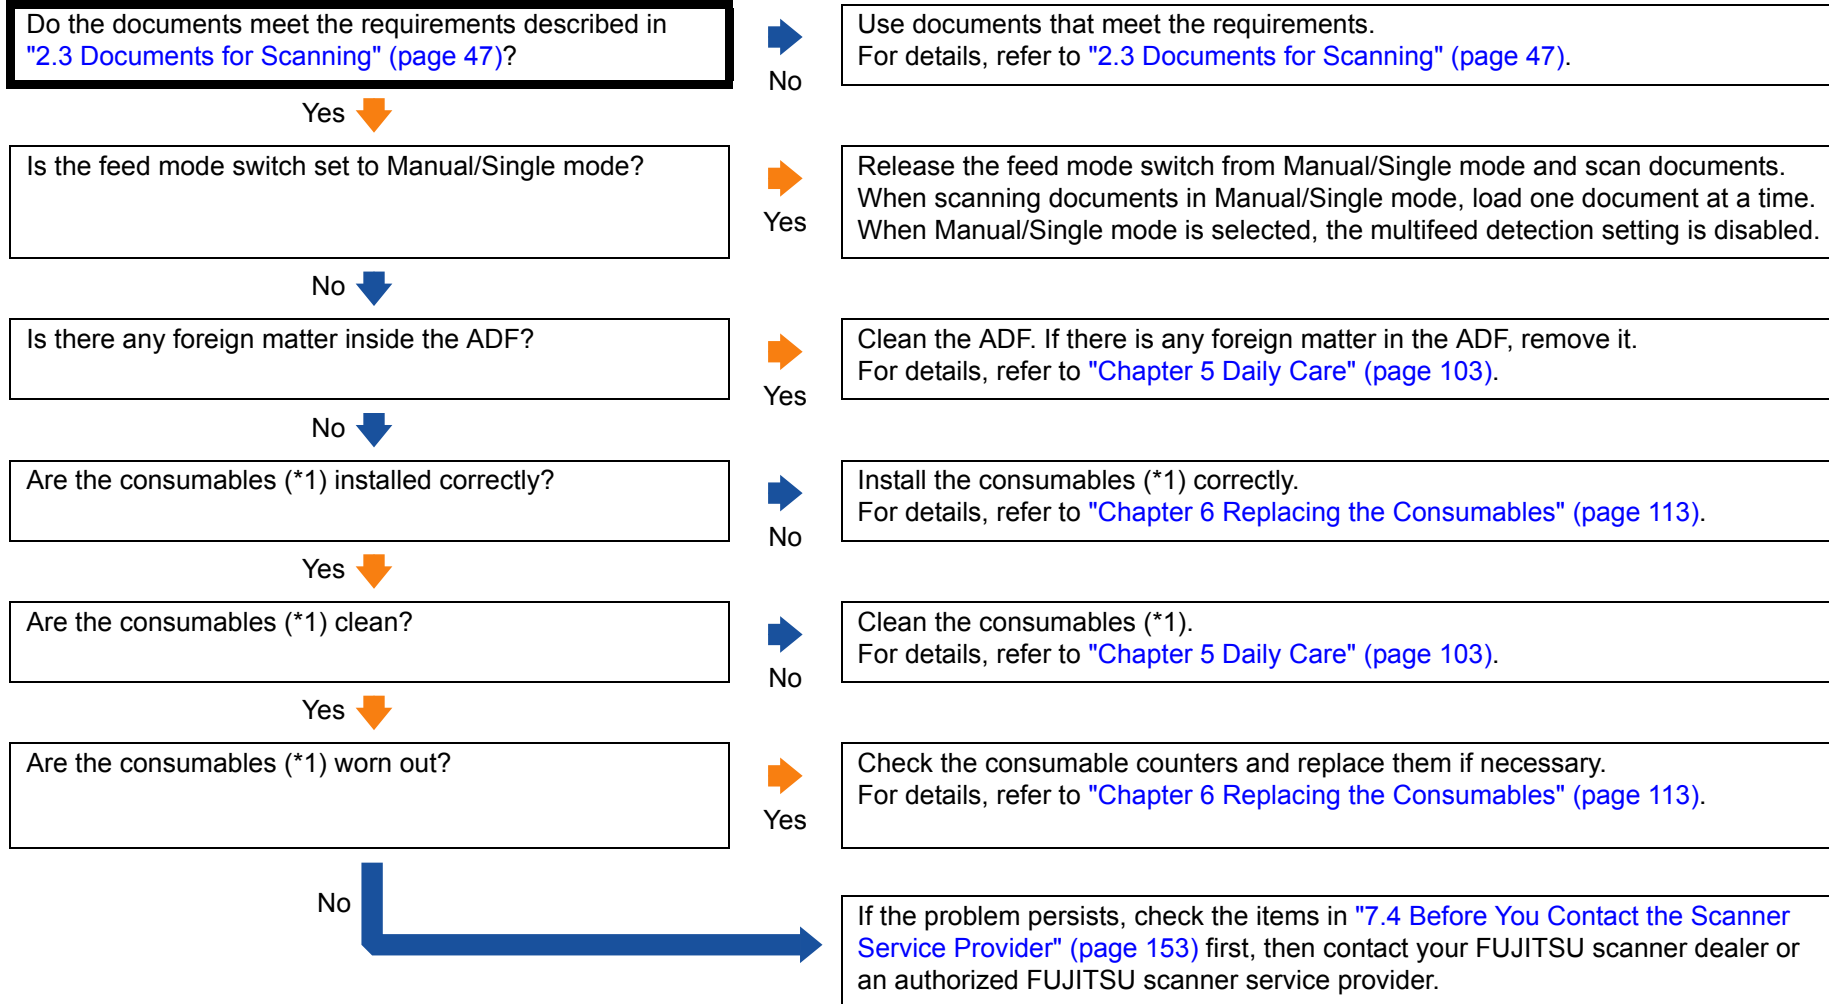 Do the documents meet the requirements described in
"2.3 Documents for Scanning" (page 47)?
No
Use documents that meet the requirements.
For details, refer to "2.3 Documents for Scanning" (page 47).
Yes
Is the feed mode switch set to Manual/Single mode?
Yes
Release the feed mode switch from Manual/Single mode and scan documents.
When scanning documents in Manual/Single mode, load one document at a time.
When Manual/Single mode is selected, the multifeed detection setting is disabled.
No
Is there any foreign matter inside the ADF?
Yes
Clean the ADF. If there is any foreign matter in the ADF, remove it.
For details, refer to "Chapter 5 Daily Care" (page 103).
No
Are the consumables (*1) installed correctly?
No
Install the consumables (*1) correctly.
For details, refer to "Chapter 6 Replacing the Consumables" (page 113).
Yes
Are the consumables (*1) clean?
No
Clean the consumables (*1).
For details, refer to "Chapter 5 Daily Care" (page 103).
Yes
Are the consumables (*1) worn out?
Yes
Check the consumable counters and replace them if necessary.
For details, refer to "Chapter 6 Replacing the Consumables" (page 113).
No
If the problem persists, check the items in "7.4 Before You Contact the Scanner
Service Provider" (page 153) first, then contact your FUJITSU scanner dealer or
an authorized FUJITSU scanner service provider.